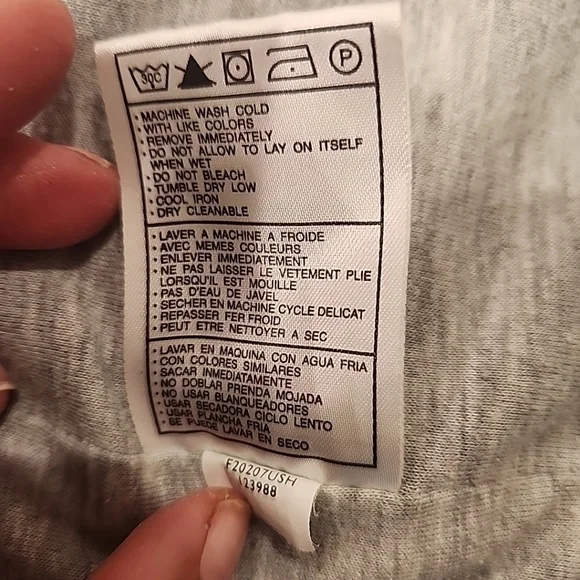 30C P
• MACHINE WASH COLD
• WITH LIKE COLORS
• REMOVE IMMEDIATELY
• DO NOT ALLOW TO LAY ON ITSELF
WHEN WET
• DO NOT BLEACH
• TUMBLE DRY LOW
• COOL IRON
• DRY CLEANABLE
• LAVER A MACHINE A FROIDE
• AVEC MEMES COULEURS
• ENLEVER IMMEDIATEMENT
• NE PAS LAISSER LE VETEMENT PLIE
LORSQU'IL EST MOUILLE
• PAS D'EAU DE JAVEL
• SECHER EN MACHINE CYCLE DELICAT
• REPASSER FER FROID
• PEUT ETRE NETTOYER A SEC
• LAVAR EN MAQUINA CON AGUA FRIA
• CON COLORES SIMILARES
• SACAR INMEDIATAMENTE
• NO DOBLAR PRENDA MOJADA
• NO USAR BLANQUEADORES
• USAR SECADORA CICLO LENTO
• USAR PLANCHA FRIA
• SE PUEDE LAVAR EN SECO
F20207USH
123988